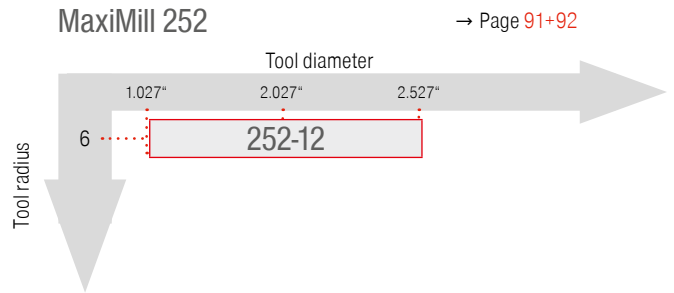 MaxiMill 252
→ Page 91+92
Tool diameter
1.027“ 2.027“ 2.527“
6 252-12
Tool radius